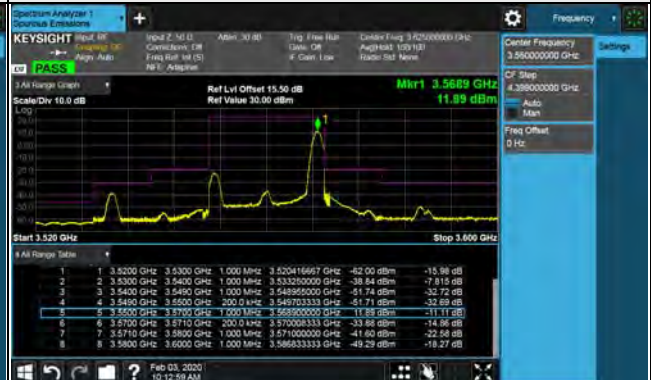 Spectrum Analyzer 1
Spurious Emissions
Frequency
KEYSIGHT Input: RF
Coupling: DC
Align: Auto
Input Z: 50 Ω
Corrections: Off
Freq Ref: Int (S)
NFE: Adaptive
Atten: 30 dB
Trig: Free Run
Gate: Off
IF Gain: Low
Center Freq: 3.625000000 GHz
Avg|Hold: 100/100
Radio Std: None
PASS
Center Frequency
3.560000000 GHz
Settings
CF Step
4.399000000 GHz
Auto
Man
Freq Offset
0 Hz
3 All Range Graph
Scale/Div 10.0 dB
Ref Lvl Offset 15.50 dB
Ref Value 30.00 dBm
Mkr1 3.5689 GHz
11.89 dBm
Log
1
Start 3.520 GHz
Stop 3.600 GHz
All Range Table
1 1 3.5200 GHz 3.5300 GHz 1.000 MHz 3.520416667 GHz -62.00 dBm -15.98 dB
2 2 3.5300 GHz 3.5400 GHz 1.000 MHz 3.533250000 GHz -38.84 dBm -7.815 dB
3 3 3.5400 GHz 3.5490 GHz 1.000 MHz 3.548965000 GHz -51.74 dBm -32.72 dB
4 4 3.5490 GHz 3.5500 GHz 200.0 kHz 3.549703333 GHz -51.71 dBm -32.69 dB
5 5 3.5500 GHz 3.5700 GHz 1.000 MHz 3.568900000 GHz 11.89 dBm -11.11 dB
6 6 3.5700 GHz 3.5710 GHz 200.0 kHz 3.570008333 GHz -33.86 dBm -14.86 dB
7 7 3.5710 GHz 3.5800 GHz 1.000 MHz 3.571000000 GHz -41.60 dBm -22.58 dB
8 8 3.5800 GHz 3.6000 GHz 1.000 MHz 3.586833333 GHz -49.29 dBm -18.27 dB
Feb 03, 2020
10:12:59 AM